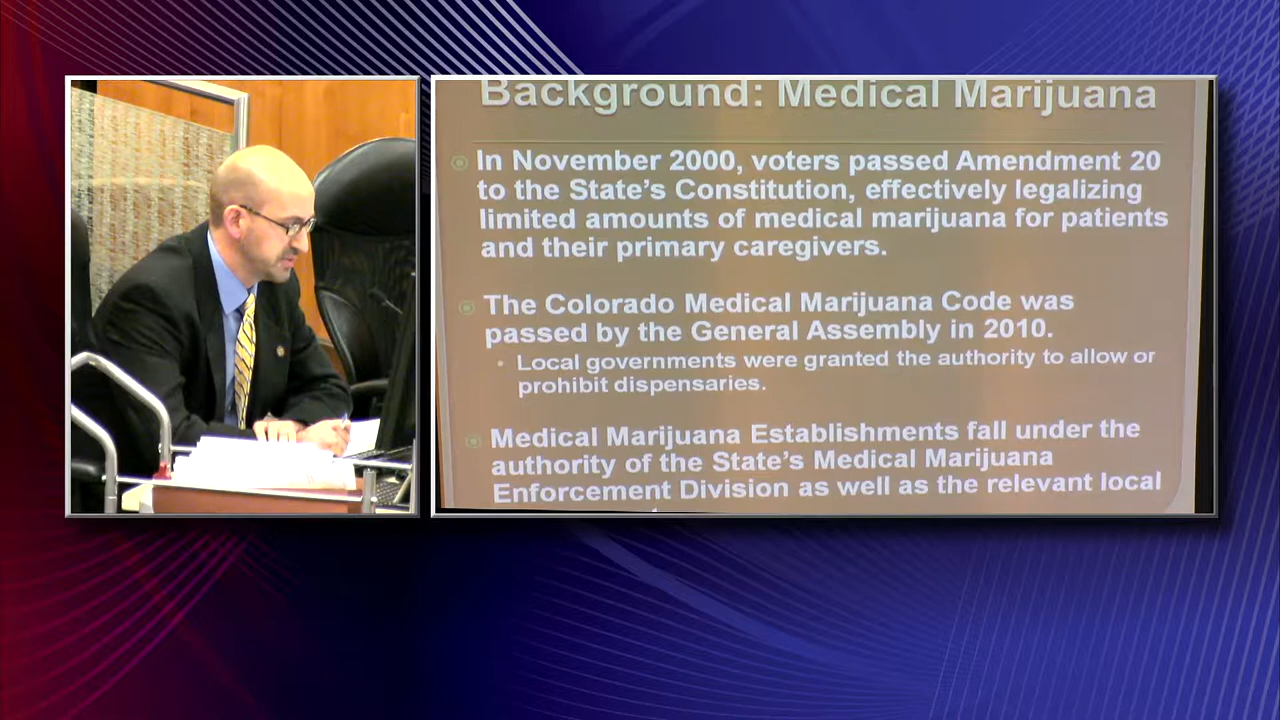 Background: Medical Marijuana
In November 2000, voters passed Amendment 20
to the State's Constitution, effectively legalizing
limited amounts of medical marijuana for patients
and their primary caregivers.
The Colorado Medical Marijuana Code was
passed by the General Assembly in 2010.
• Local governments were granted the authority to allow or
prohibit dispensaries.
Medical Marijuana Establishments fall under the
authority of the State's Medical Marijuana
Enforcement Division as well as the relevant local